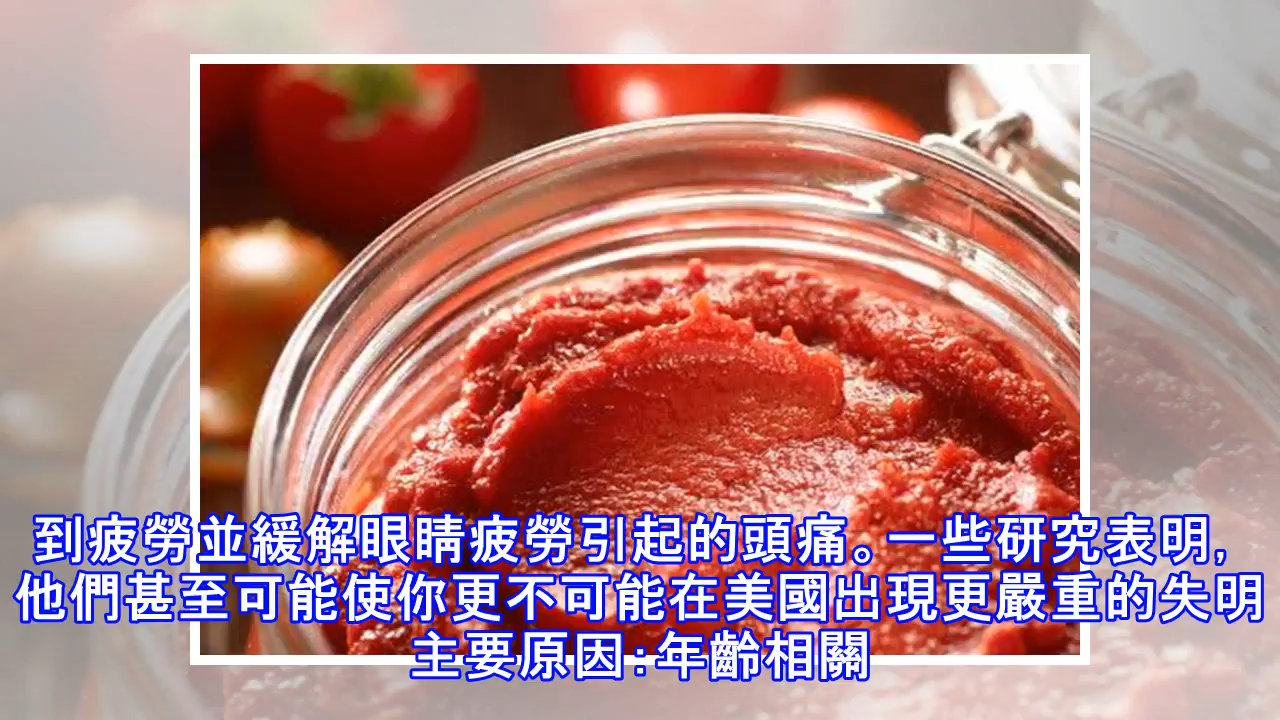 到疲勞並緩解眼睛疲勞引起的頭痛。一些研究表明,
他們甚至可能使你更不可能在美國出現更嚴重的失明
主要原因:年齡相關